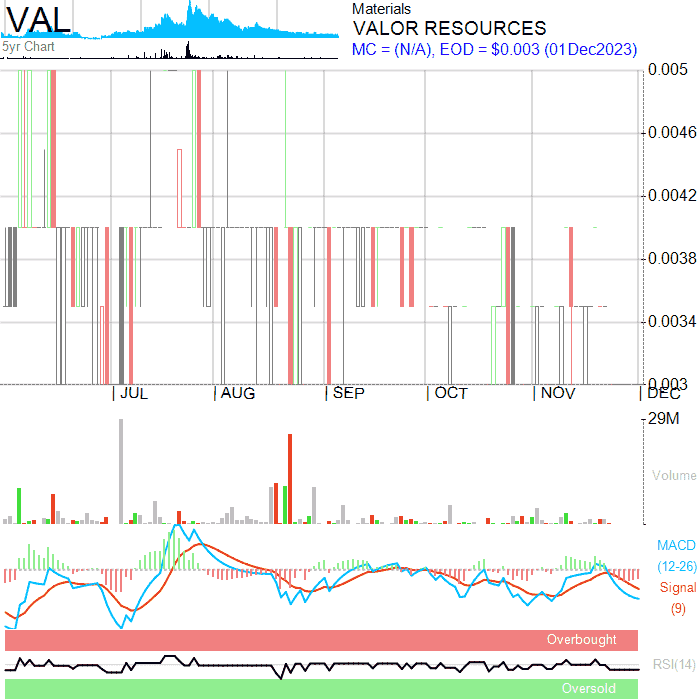 VAL
5yr Chart
Materials
VALOR RESOURCES
MC = (N/A), EOD = $0.003 (01Dec2023)
0.005
0.0046
0.0042
0.0038
0.0034
0.003
JUL
AUG
SEP
OCT
NOV
DEC
29M
Volume
MACD
(12-26)
Signal
(9)
Overbought
RSI(14)
Oversold